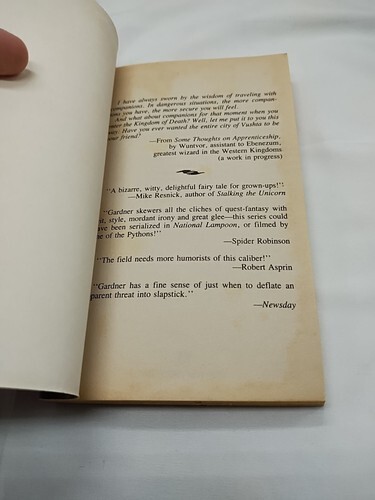 I have always sworn by the wisdom of traveling with
companions. In dangerous situations, the more compan-
you have, the more secure you will feel.
And what about companions for that moment when you
the Kingdom of Death? Well, let me put it to you this
Have you ever wanted the entire city of Vushta to be
friend?
—From Some Thoughts on Apprenticeship,
by Wuntvor, assistant to Ebenezum,
greatest wizard in the Western Kingdoms
(a work in progress)
"A bizarre, witty, delightful fairy tale for grown-ups!"
—Mike Resnick, author of Stalking the Unicorn
"Gardner skewers all the cliches of quest-fantasy with
style, mordant irony and great glee—this series could
been serialized in National Lampoon, or filmed by
of the Pythons!"
—Spider Robinson
"The field needs more humorists of this caliber!"
—Robert Asprin
"Gardner has a fine sense of just when to deflate an
parent threat into slapstick."
—Newsday